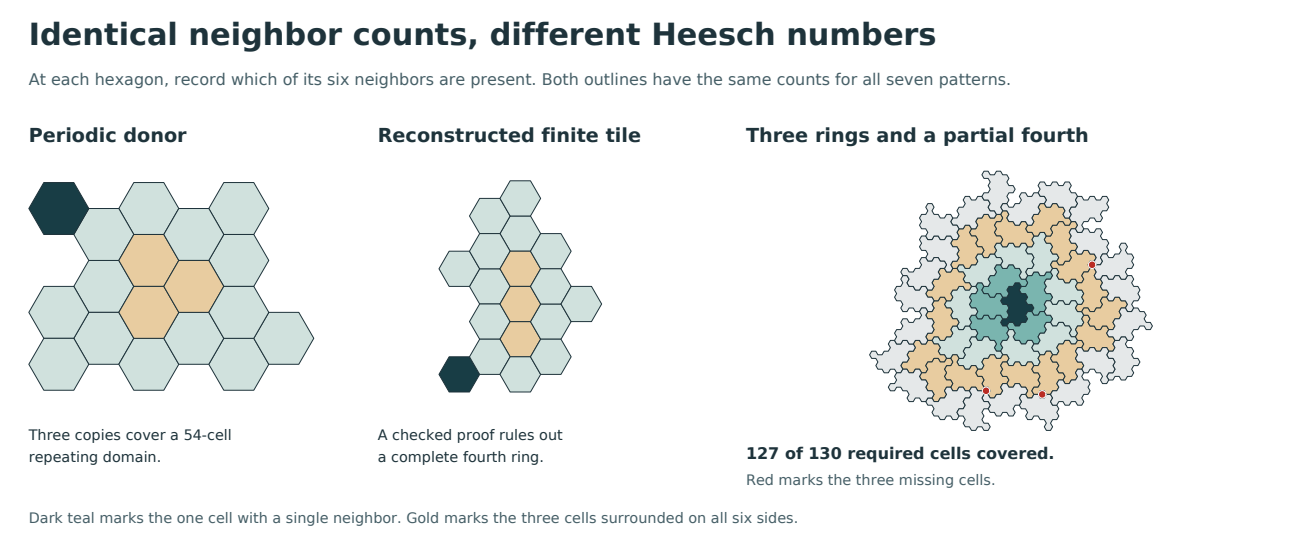 Identical neighbor counts, different Heesch numbers
At each hexagon, record which of its six neighbors are present. Both outlines have the same counts for all seven patterns.
Periodic donor
Reconstructed finite tile
Three rings and a partial fourth
Three copies cover a 54-cell
repeating domain.
A checked proof rules out
a complete fourth ring.
127 of 130 required cells covered.
Red marks the three missing cells.
Dark teal marks the one cell with a single neighbor. Gold marks the three cells surrounded on all six sides.